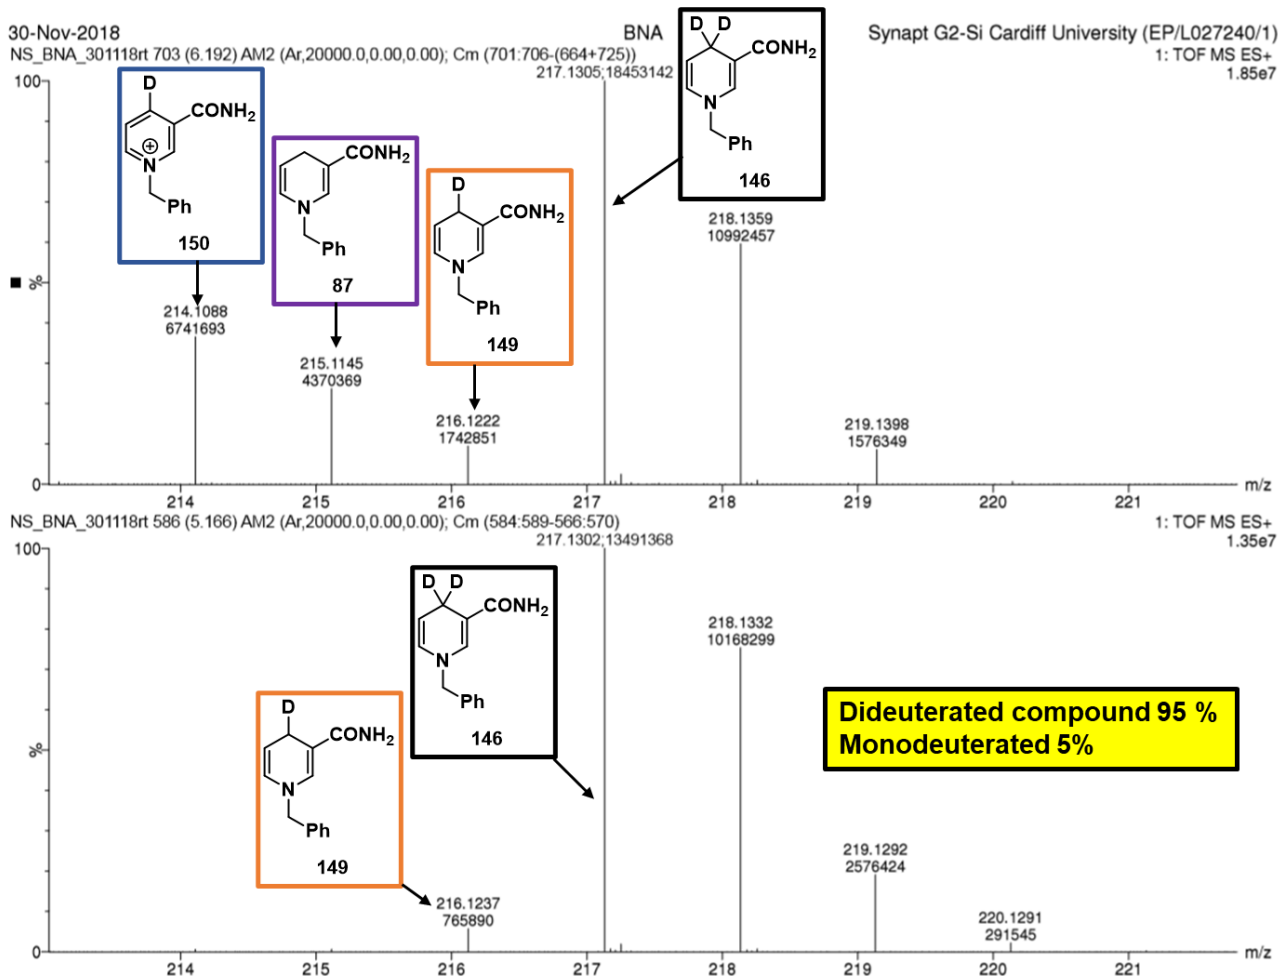 30-Nov-2018 BNA Synapt G2-Si Cardiff University (EP/L027240/1)
NS_BNA_301118rt 703 (6.192) AM2 (Ar,20000.0,0.00,0.00); Cm (701:706-(664+725)) 1: TOF MS ES+
217.1305;18453142 1.85e7
100
%
0
D
CONH2
N
Ph
150
CONH2
N
Ph
87
D
CONH2
N
Ph
149
D D
CONH2
N
Ph
146
214.1088
6741693
215.1145
4370369
216.1222
1742851
218.1359
10992457
219.1398
1576349
214 215 216 217 218 219 220 221 m/z
NS_BNA_301118rt 586 (5.166) AM2 (Ar,20000.0,0.00,0.00); Cm (584:589-566:570) 1: TOF MS ES+
217.1302;13491368 1.35e7
100
%
0
D
CONH2
N
Ph
149
D D
CONH2
N
Ph
146
216.1237
765890
218.1332
10168299
Dideuterated compound 95 %
Monodeuterated 5%
219.1292
2576424
220.1291
291545
214 215 216 217 218 219 220 221 m/z